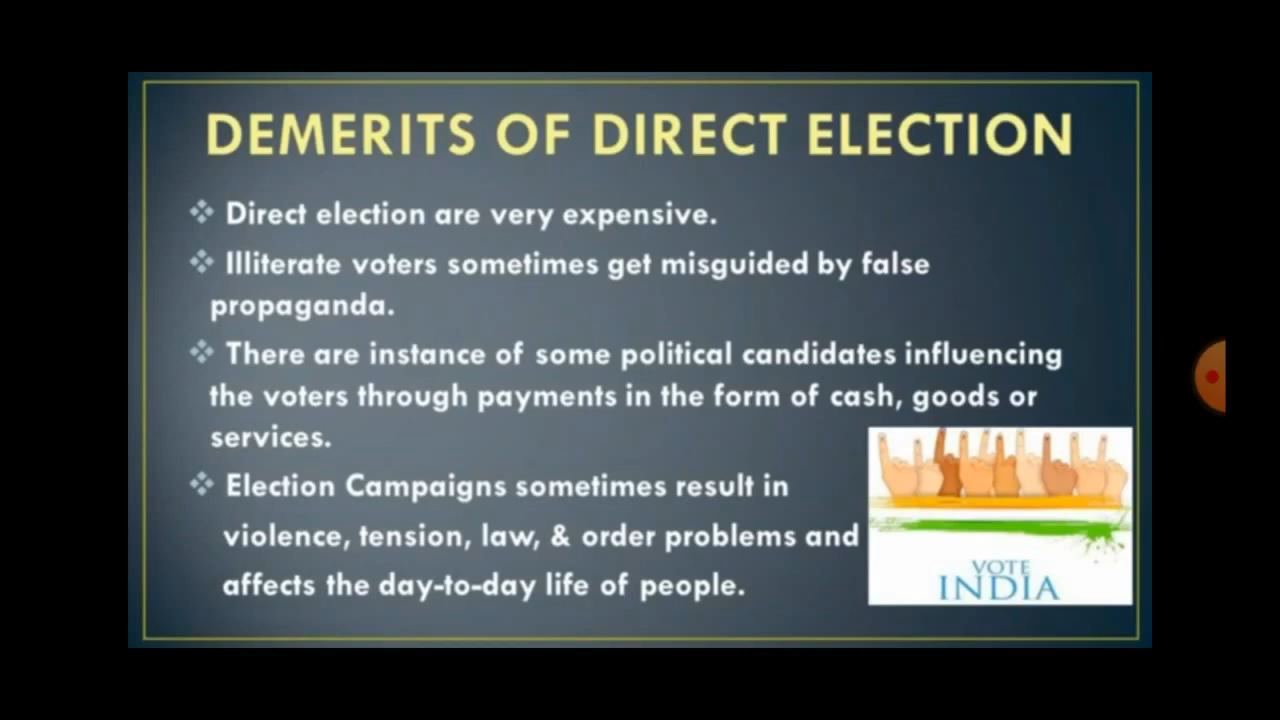 DEMERITS OF DIRECT ELECTION
Direct election are very expensive.
Illiterate voters sometimes get misguided by false
propaganda.
There are instance of some political candidates influencing
the voters through payments in the form of cash, goods or
services.
Election Campaigns sometimes result in
violence, tension, law, & order problems and
affects the day-to-day life of people.
VOTE
INDIA